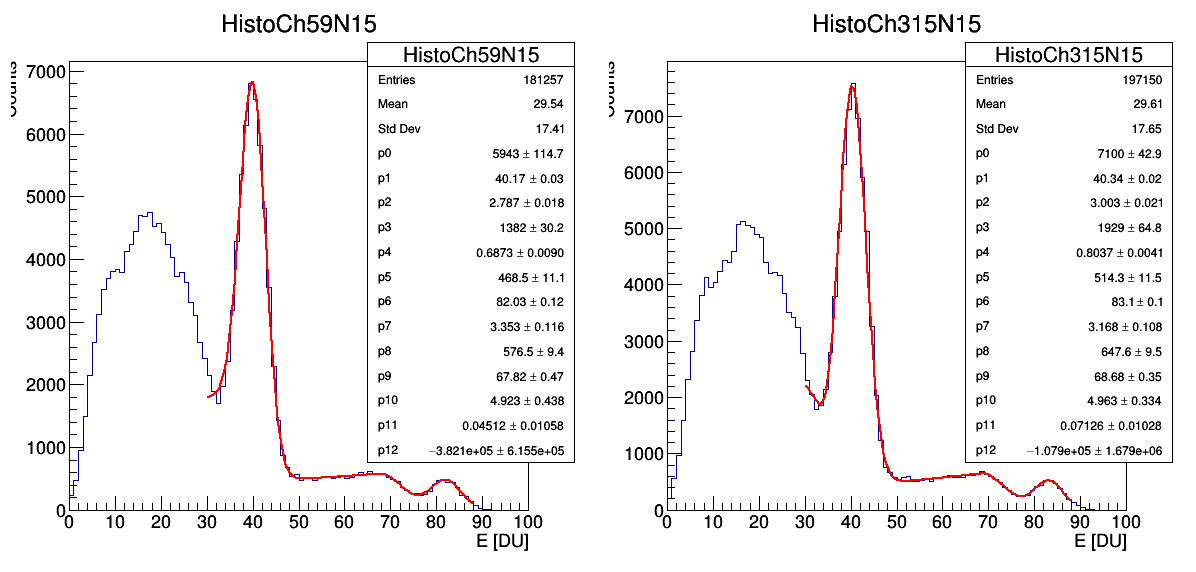 HistoCh59N15
HistoCh59N15
Entries 181257
Mean 29.54
Std Dev 17.41
p0 5943 ± 114.7
p1 40.17 ± 0.03
p2 2.787 ± 0.018
p3 1382 ± 30.2
p4 0.6873 ± 0.0090
p5 468.5 ± 11.1
p6 82.03 ± 0.12
p7 3.353 ± 0.116
p8 576.5 ± 9.4
p9 67.82 ± 0.47
p10 4.923 ± 0.438
p11 0.04512 ± 0.01058
p12 −3.821e+05 ± 6.155e+05
7000
6000
5000
4000
3000
2000
1000
0
0 10 20 30 40 50 60 70 80 90 100
E [DU]
HistoCh315N15
HistoCh315N15
Entries 197150
Mean 29.61
Std Dev 17.65
p0 7100 ± 42.9
p1 40.34 ± 0.02
p2 3.003 ± 0.021
p3 1929 ± 64.8
p4 0.8037 ± 0.0041
p5 514.3 ± 11.5
p6 83.1 ± 0.1
p7 3.168 ± 0.108
p8 647.6 ± 9.5
p9 68.68 ± 0.35
p10 4.963 ± 0.334
p11 0.07126 ± 0.01028
p12 −1.079e+05 ± 1.679e+06
7000
6000
5000
4000
3000
2000
1000
0
0 10 20 30 40 50 60 70 80 90 100
E [DU]